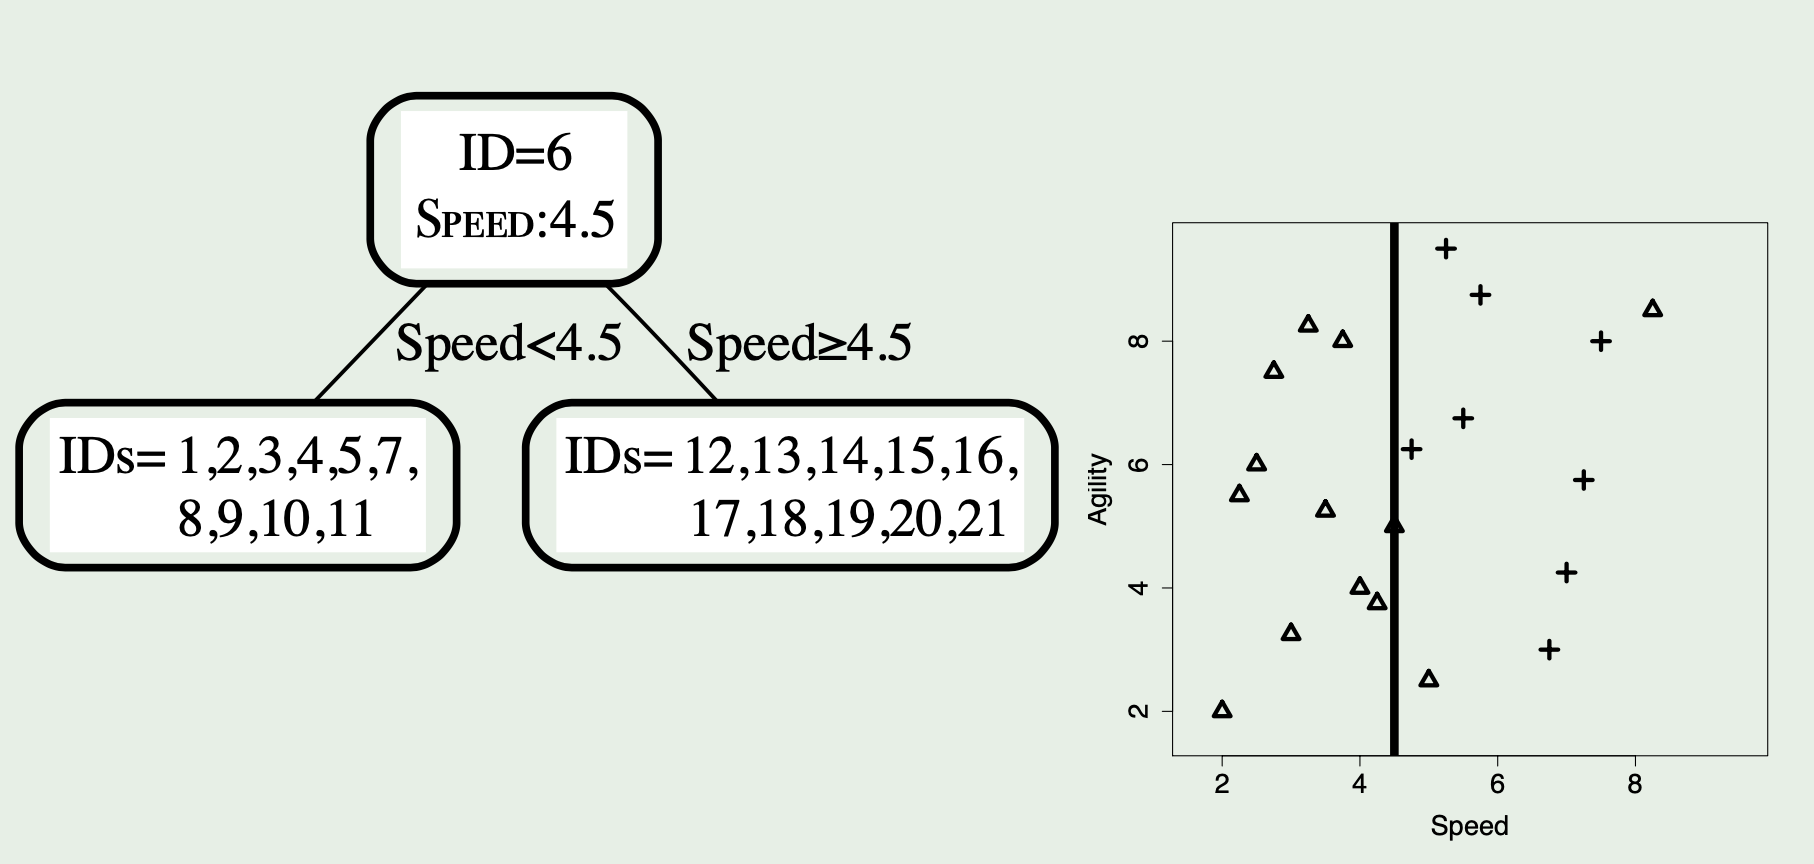 ID=6
SPEED:4.5
Speed<4.5
Speed≥4.5
IDs= 1,2,3,4,5,7,
8,9,10,11
IDs= 12,13,14,15,16,
17,18,19,20,21
Agility
8
6
4
2
2 4 6 8
Speed